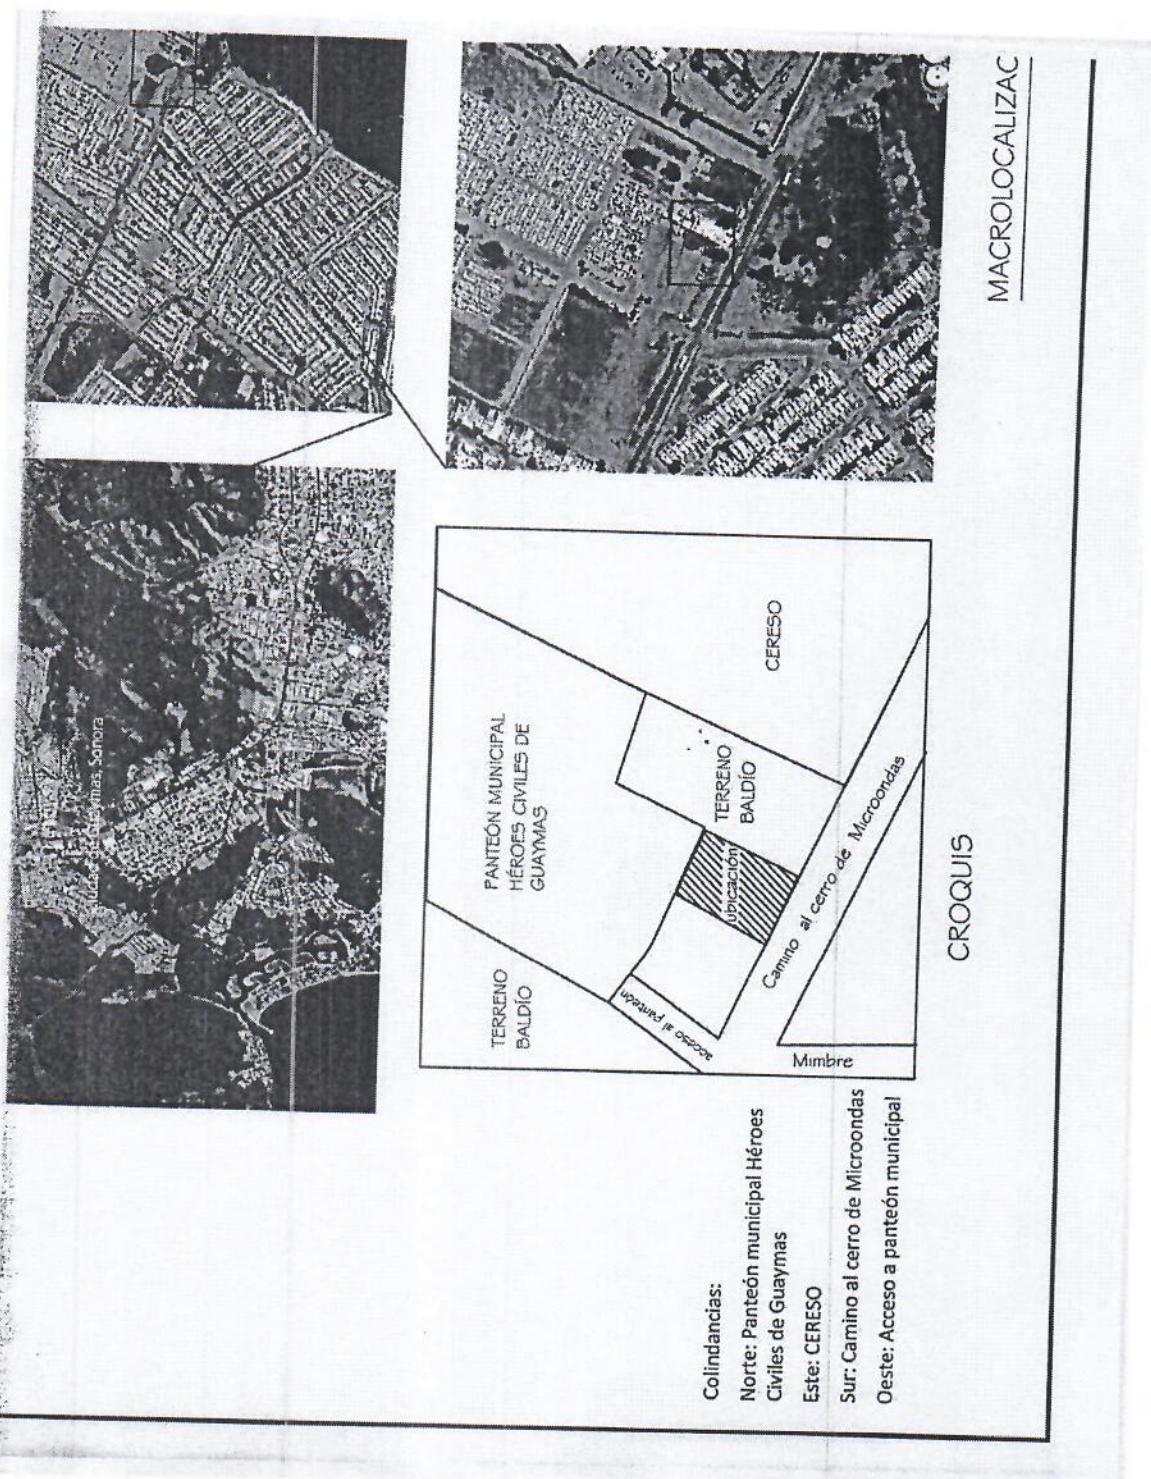 Sonora
PANTEÓN MUNICIPAL
HÉROES CIVILES DE
GUAYMAS
TERRENO
BALDÍO
CERESO
TERRENO
BALDÍO
UBICACIÓN
acceso al panteón
Camino al cerro de Microondas
Mimbre
Colindancias:
Norte: Panteón municipal Héroes
Civiles de Guaymas
Este: CERESO
Sur: Camino al cerro de Microondas
Oeste: Acceso a panteón municipal
CROQUIS
MACROLOCALIZAC